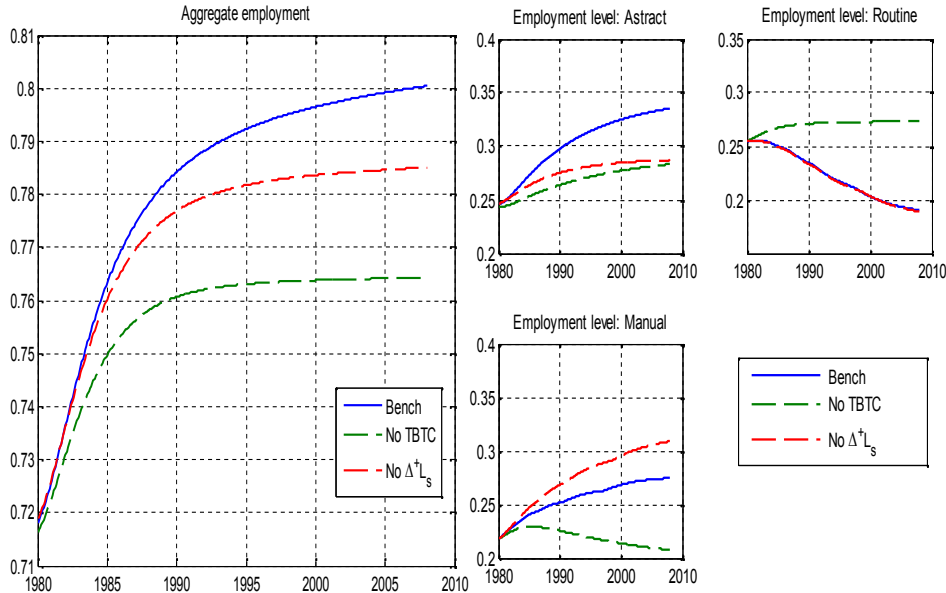 Aggregate employment
0.81
0.8
0.79
0.78
0.77
0.76
0.75
0.74
0.73
0.72
0.71
1980 1985 1990 1995 2000 2005 2010
Bench
No TBTC
No Δ⁺Lₛ
Employment level: Astract
0.4
0.35
0.3
0.25
0.2
1980 1990 2000 2010
Employment level: Routine
0.35
0.3
0.25
0.2
1980 1990 2000 2010
Employment level: Manual
0.4
0.35
0.3
0.25
0.2
1980 1990 2000 2010
Bench
No TBTC
No Δ⁺Lₛ